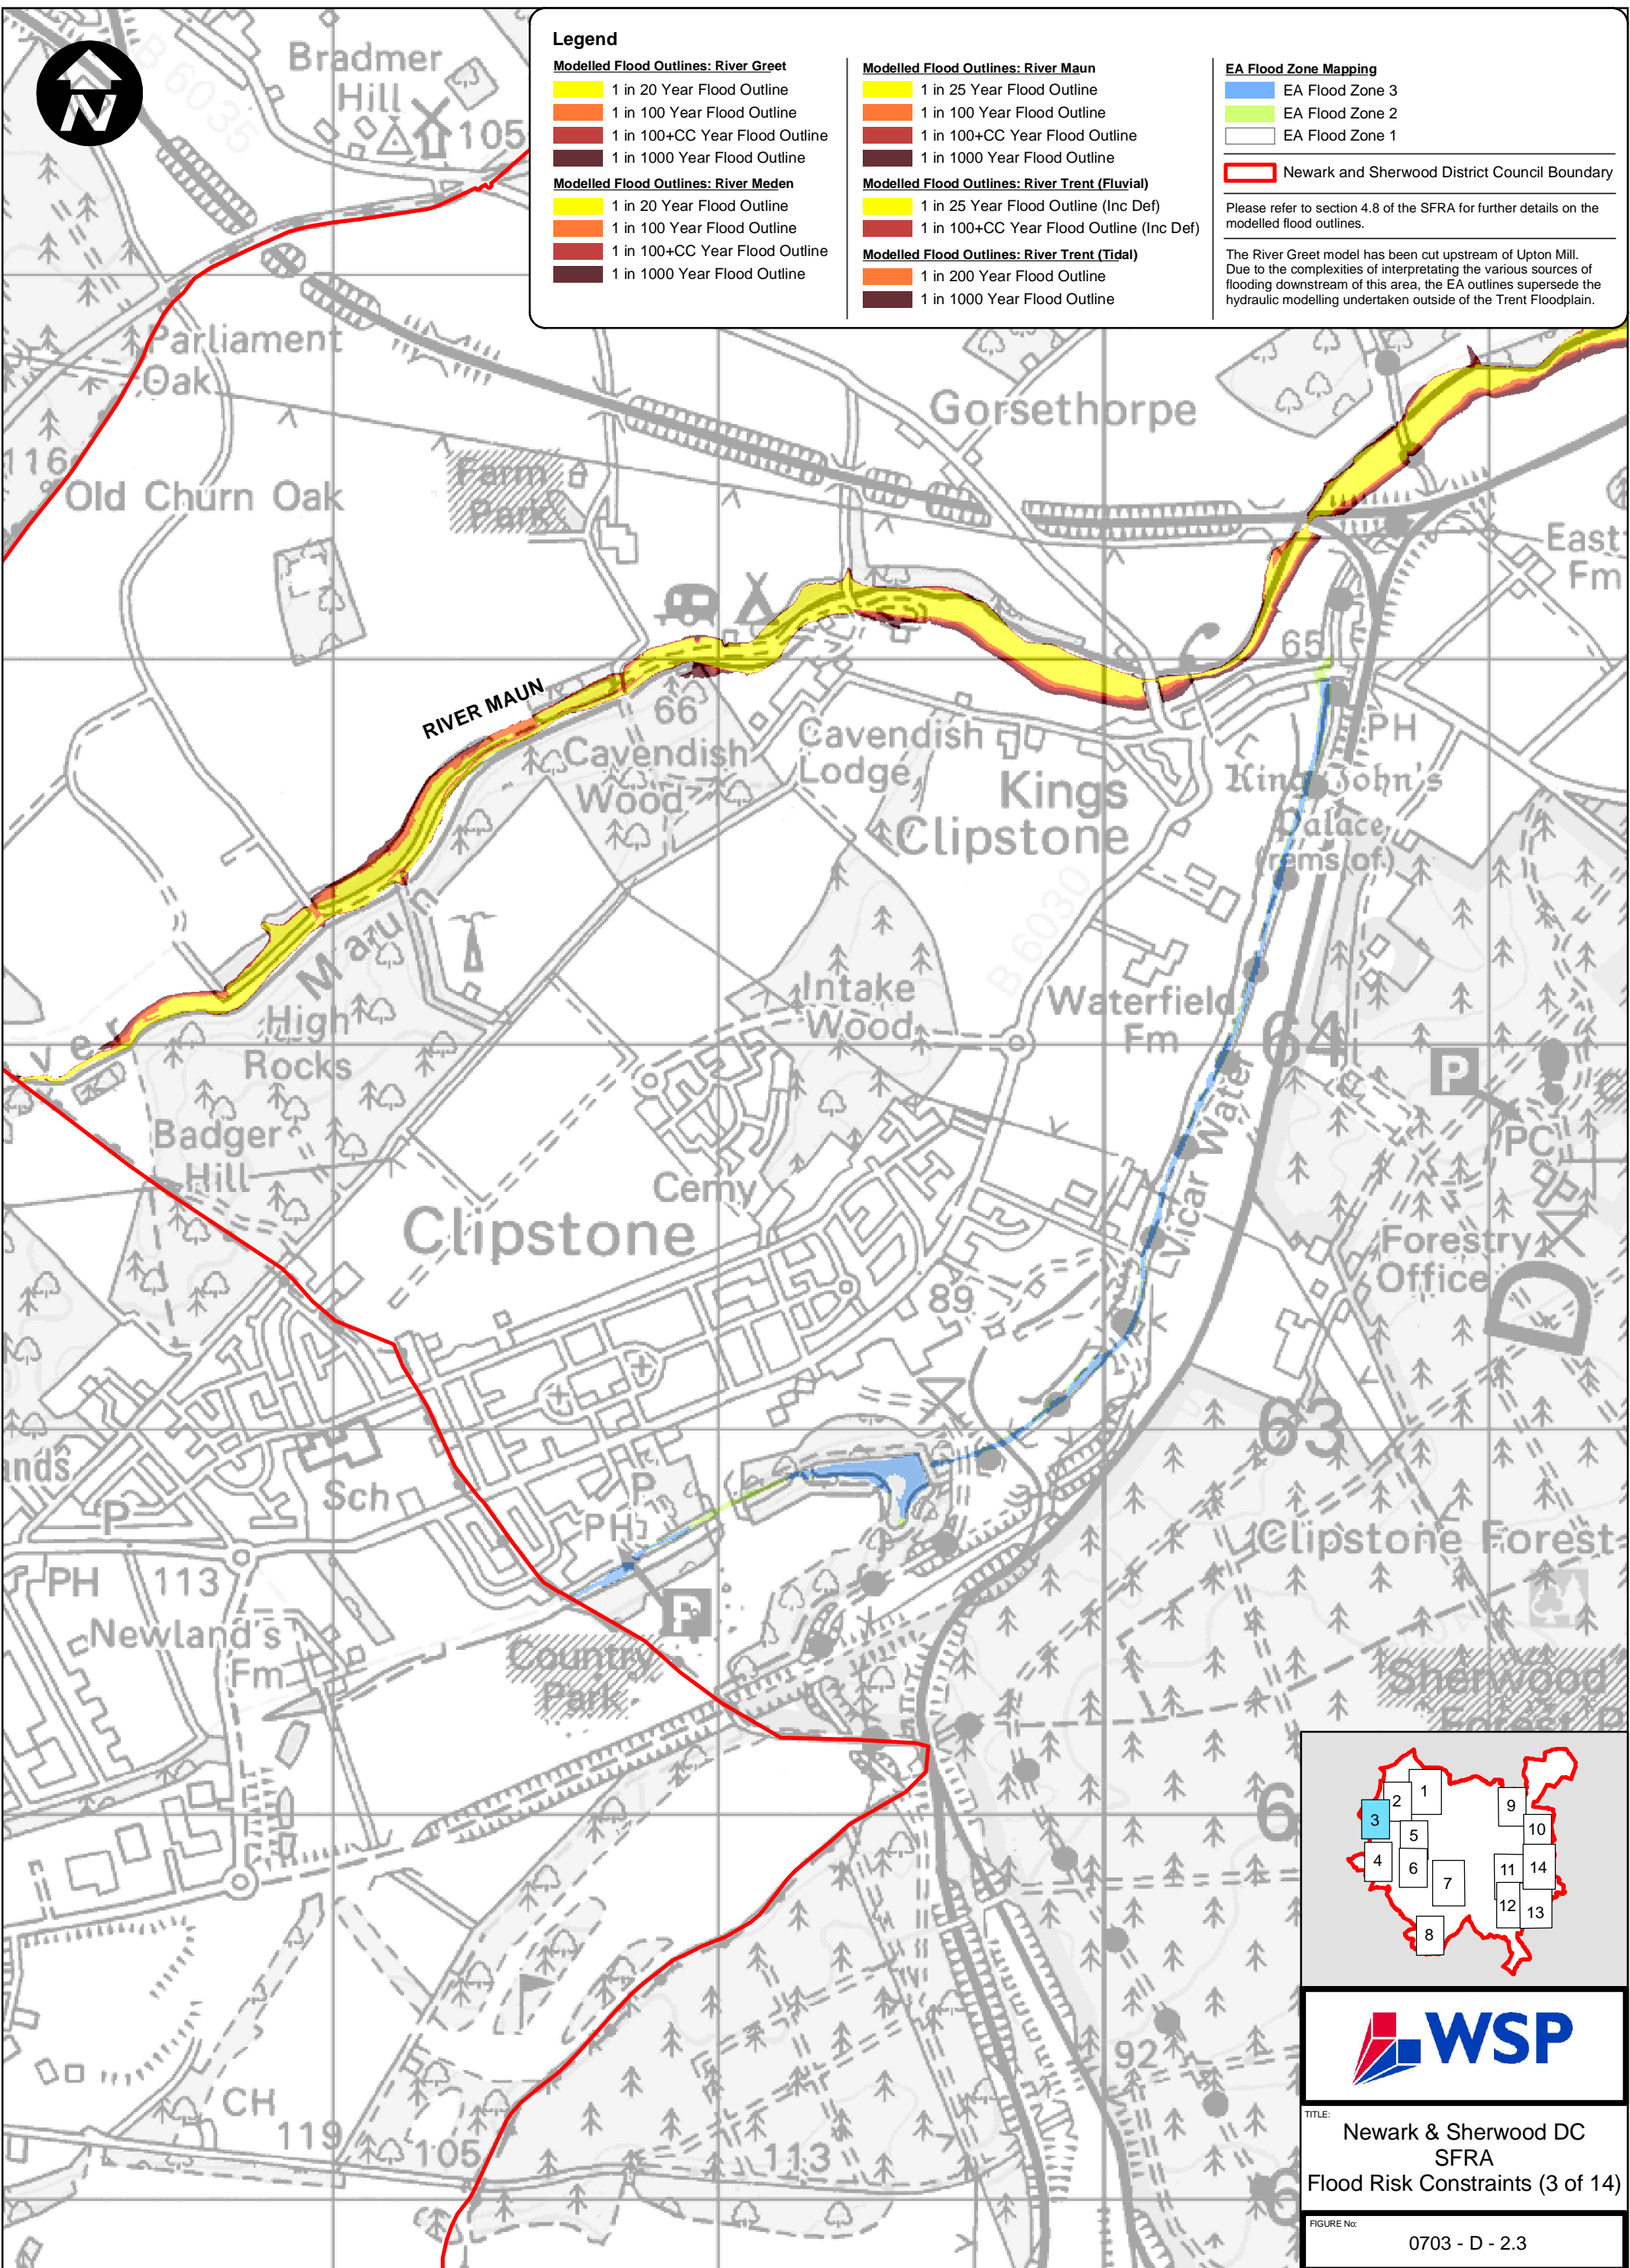 Legend
Modelled Flood Outlines: River Greet
1 in 20 Year Flood Outline
1 in 100 Year Flood Outline
1 in 100+CC Year Flood Outline
1 in 1000 Year Flood Outline
Modelled Flood Outlines: River Meden
1 in 20 Year Flood Outline
1 in 100 Year Flood Outline
1 in 100+CC Year Flood Outline
1 in 1000 Year Flood Outline
Modelled Flood Outlines: River Maun
1 in 25 Year Flood Outline
1 in 100 Year Flood Outline
1 in 100+CC Year Flood Outline
1 in 1000 Year Flood Outline
Modelled Flood Outlines: River Trent (Fluvial)
1 in 25 Year Flood Outline (Inc Def)
1 in 100+CC Year Flood Outline (Inc Def)
Modelled Flood Outlines: River Trent (Tidal)
1 in 200 Year Flood Outline
1 in 1000 Year Flood Outline
EA Flood Zone Mapping
EA Flood Zone 3
EA Flood Zone 2
EA Flood Zone 1
Newark and Sherwood District Council Boundary
Please refer to section 4.8 of the SFRA for further details on the
modelled flood outlines.
The River Greet model has been cut upstream of Upton Mill.
Due to the complexities of interpretating the various sources of
flooding downstream of this area, the EA outlines supersede the
hydraulic modelling undertaken outside of the Trent Floodplain.
N
B 6035
Bradmer
Hill
105
Parliament
Oak
116
Old Churn Oak
Farm
Park
Gorsethorpe
East
Fm
65
RIVER MAUN
66
Cavendish
Wood
Cavendish
Lodge
Kings
Clipstone
PH
King John's
Palace
(rems of)
Maun
ver
High
Rocks
Intake
Wood
B 6030
Waterfield
Fm
64
P
PC
Badger
Hill
Cemy
Clipstone
Vicar Water
Forestry
Office
D
89
63
ands
Sch
P
P
PH
PH
113
Clipstone Forest
Newland's
Fm
P
Country
Park
Sherwood
Forest P
6
92
CH
119
105
113
6
1
2
3
4
5
6
7
8
9
10
11
14
12
13
WSP
TITLE:
Newark & Sherwood DC
SFRA
Flood Risk Constraints (3 of 14)
FIGURE No:
0703 - D - 2.3